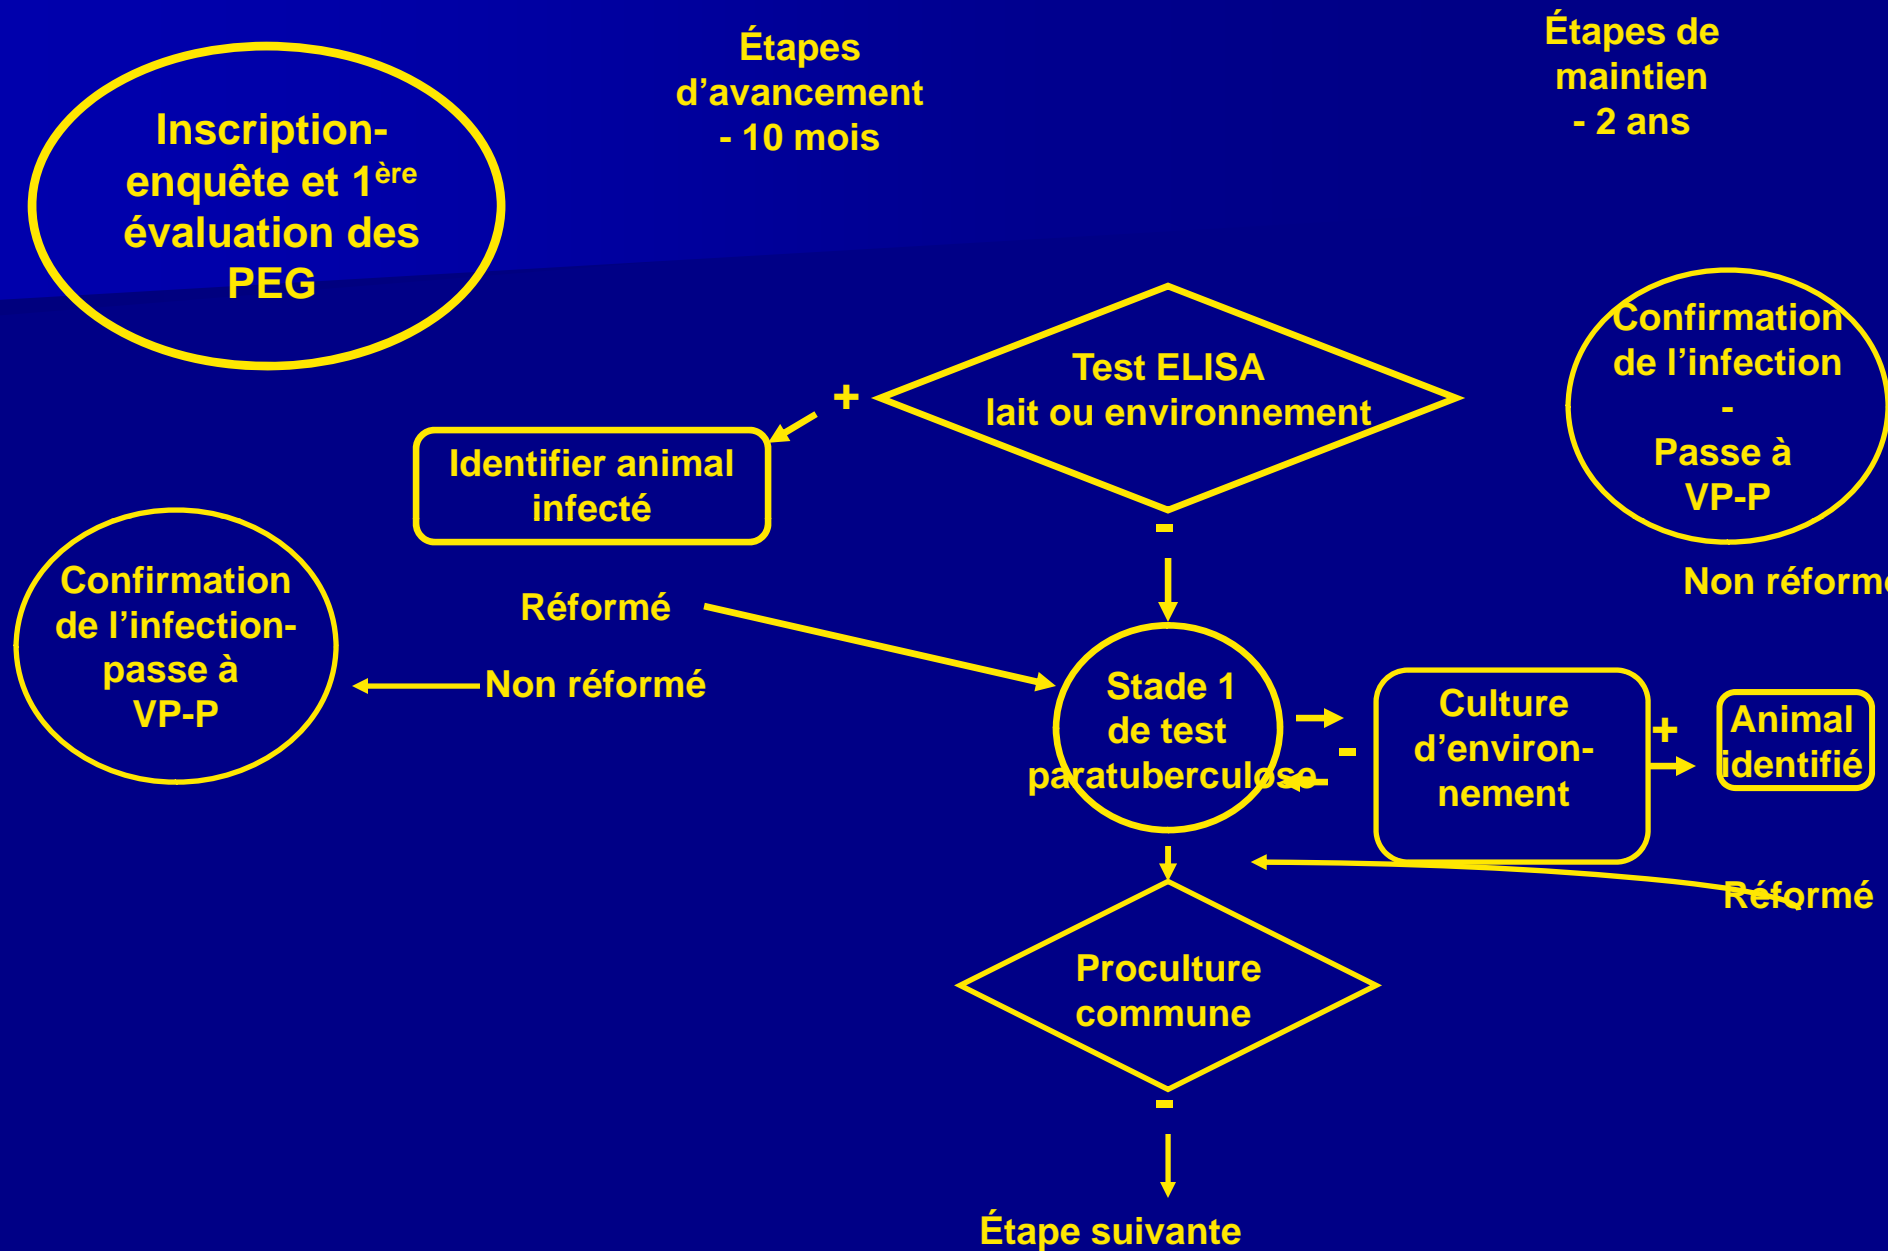 Étapes
d’avancement
- 10 mois
Étapes de
maintien
- 2 ans
Inscription-
enquête et 1ère
évaluation des
PEG
Test ELISA
lait ou environnement
+
-
Confirmation
de l’infection
-
Passe à
VP-P
Identifier animal
infecté
Confirmation
de l’infection-
passe à
VP-P
Réformé
Non réformé
Non réformé
Stade 1
de test
paratuberculose
-
Culture
d’environ-
nement
+
Animal
identifié
Réformé
Proculture
commune
-
Étape suivante